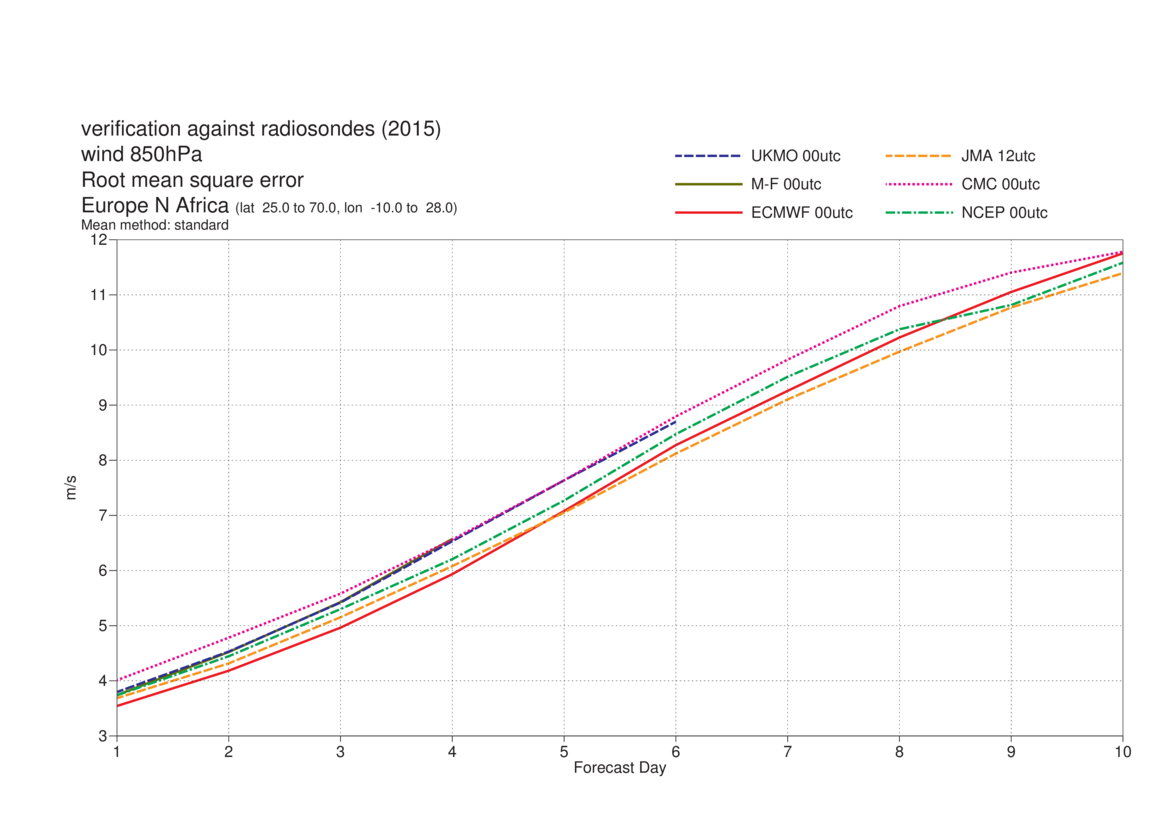 verification against radiosondes (2015)
wind 850hPa
Root mean square error
Europe N Africa (lat 25.0 to 70.0, lon -10.0 to 28.0)
Mean method: standard
UKMO 00utc
JMA 12utc
M-F 00utc
CMC 00utc
ECMWF 00utc
NCEP 00utc
12
11
10
9
8
7
6
5
4
3
m/s
1 2 3 4 5 6 7 8 9 10
Forecast Day